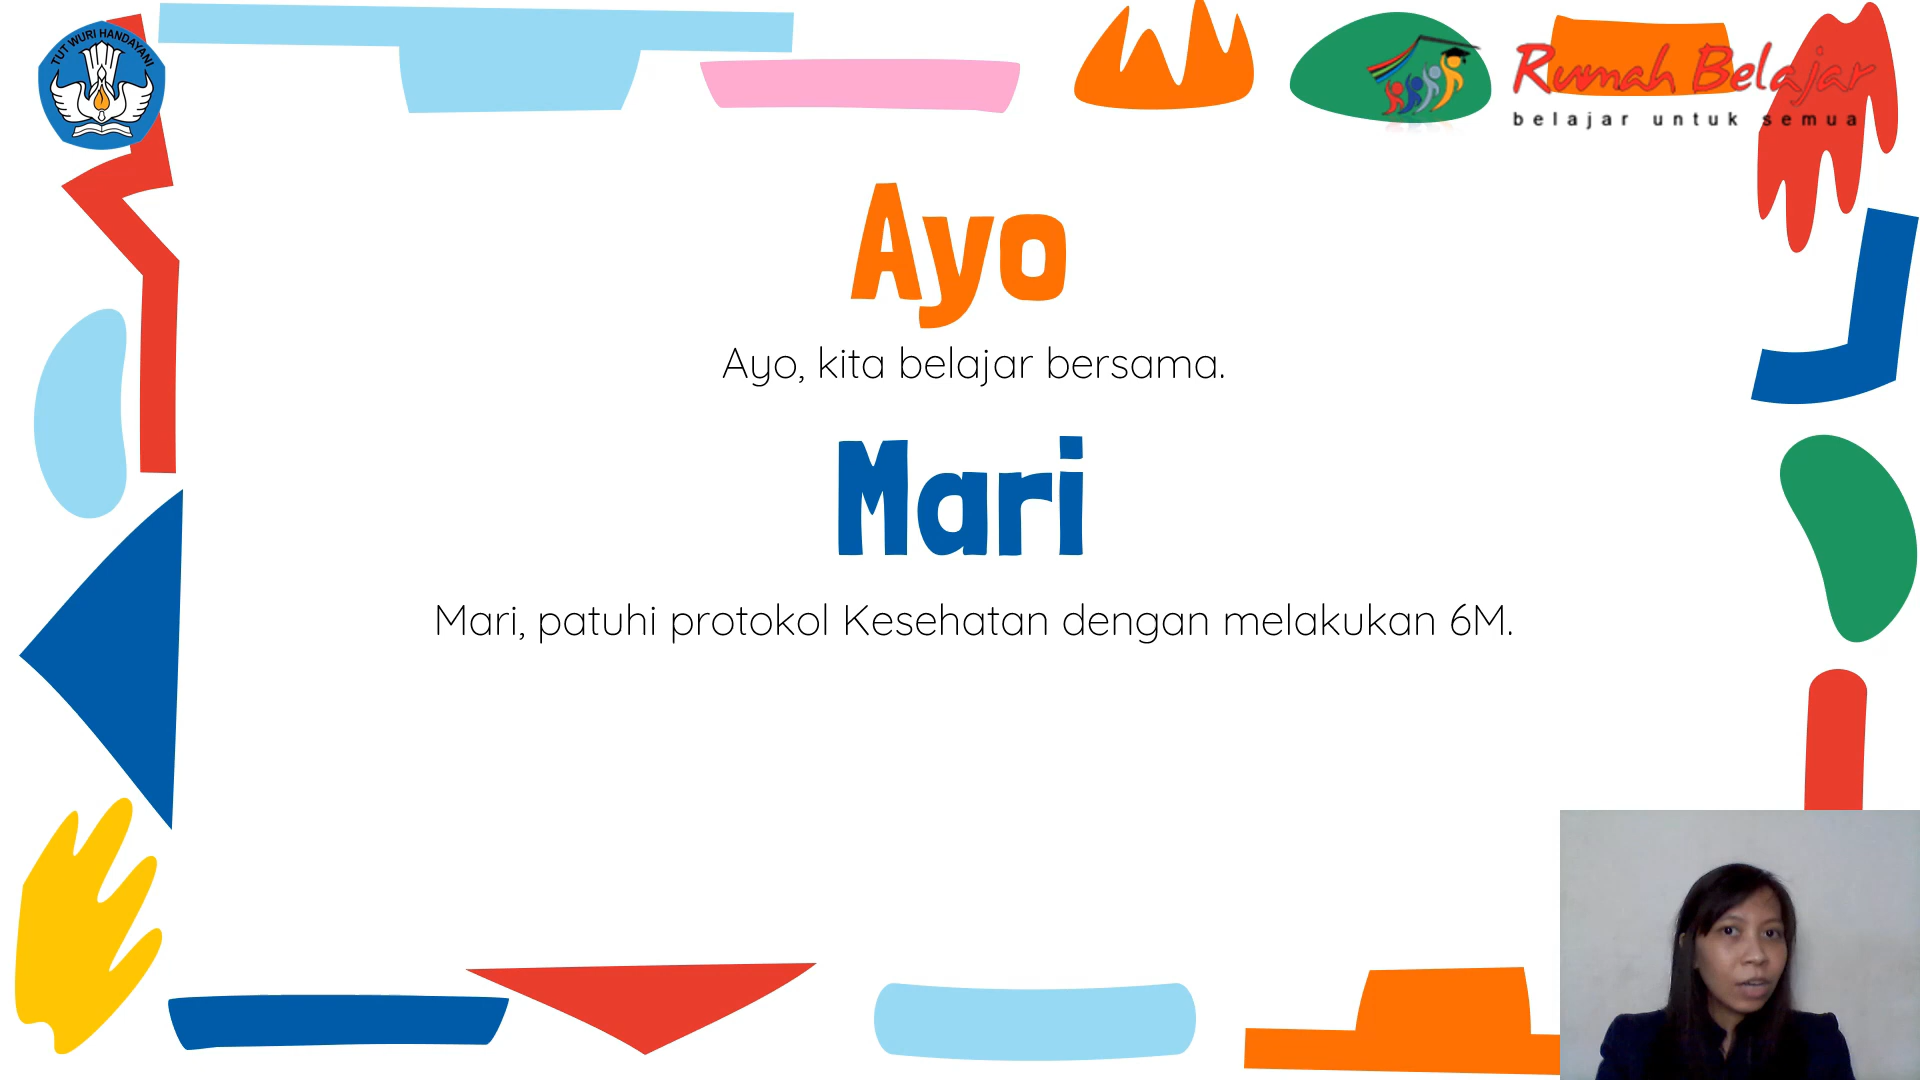 TUT WURI HANDAYANI
Rumah Belajar
belajar untuk semua
Ayo
Ayo, kita belajar bersama.
Mari
Mari, patuhi protokol Kesehatan dengan melakukan 6M.